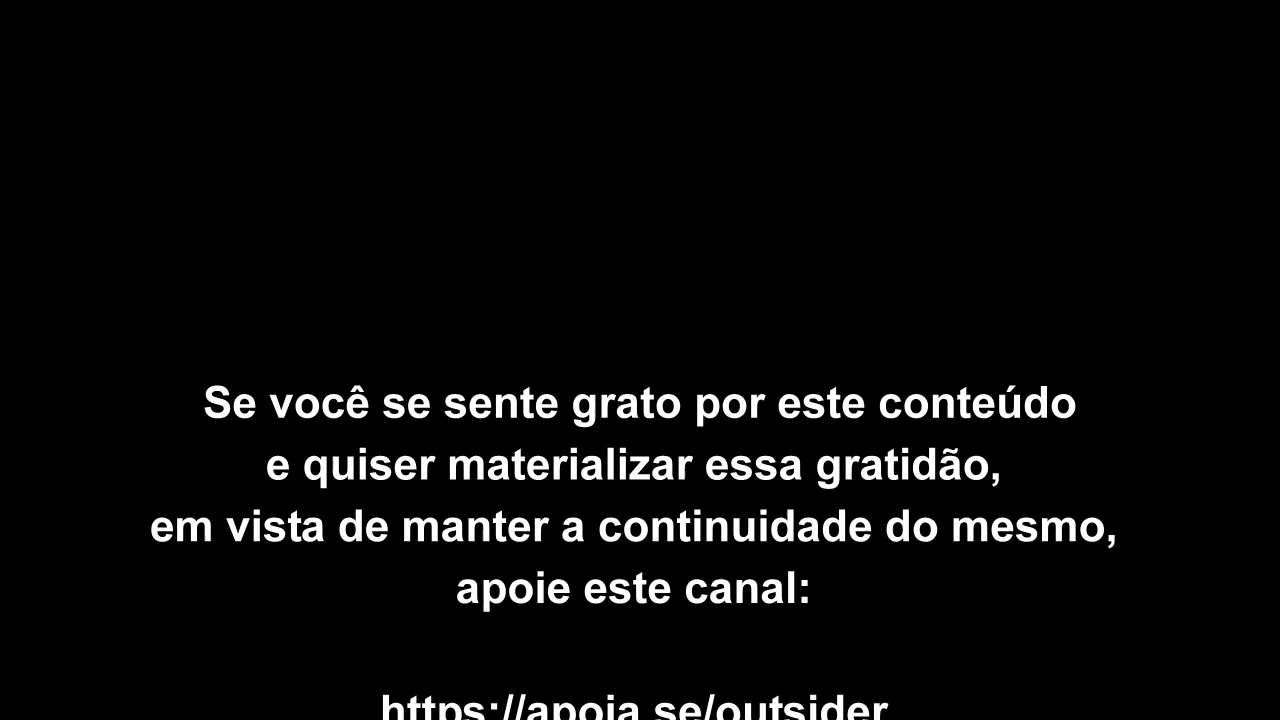 Se você se sente grato por este conteúdo
e quiser materializar essa gratidão,
em vista de manter a continuidade do mesmo,
apoie este canal:
https://apoia.se/outsider